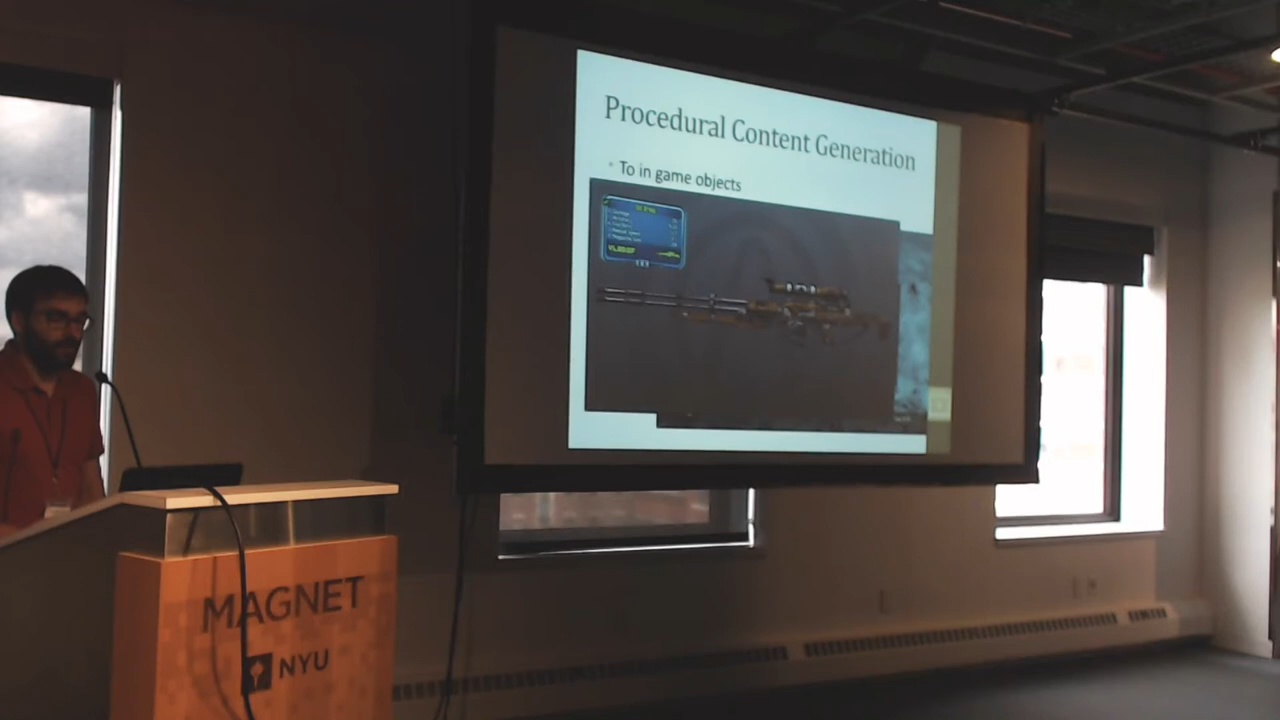 Procedural Content Generation
To in game objects
MAGNET
NYU